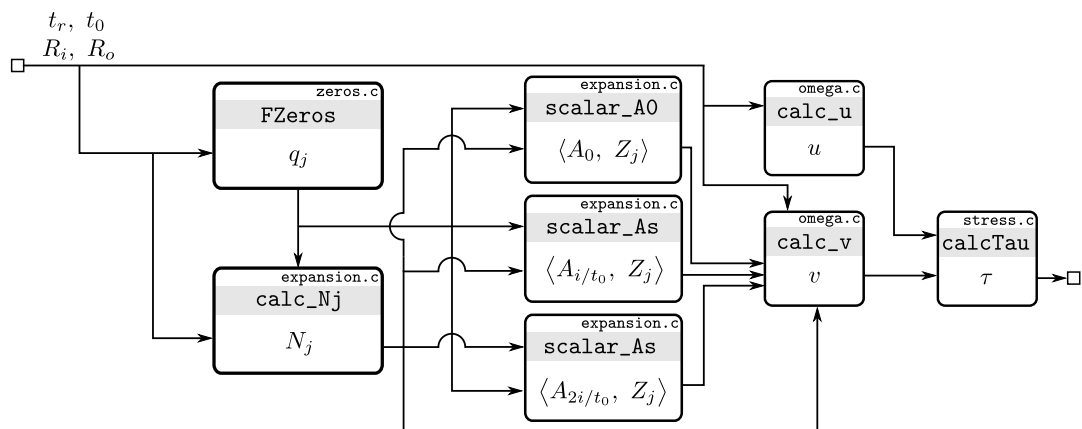 t_r, t_0
R_i, R_o
zeros.c
FZeros
q_j
expansion.c
calc_Nj
N_j
expansion.c
scalar_A0
⟨A_0, Z_j⟩
expansion.c
scalar_As
⟨A_{i/t_0}, Z_j⟩
expansion.c
scalar_As
⟨A_{2i/t_0}, Z_j⟩
omega.c
calc_u
u
omega.c
calc_v
v
stress.c
calcTau
τ